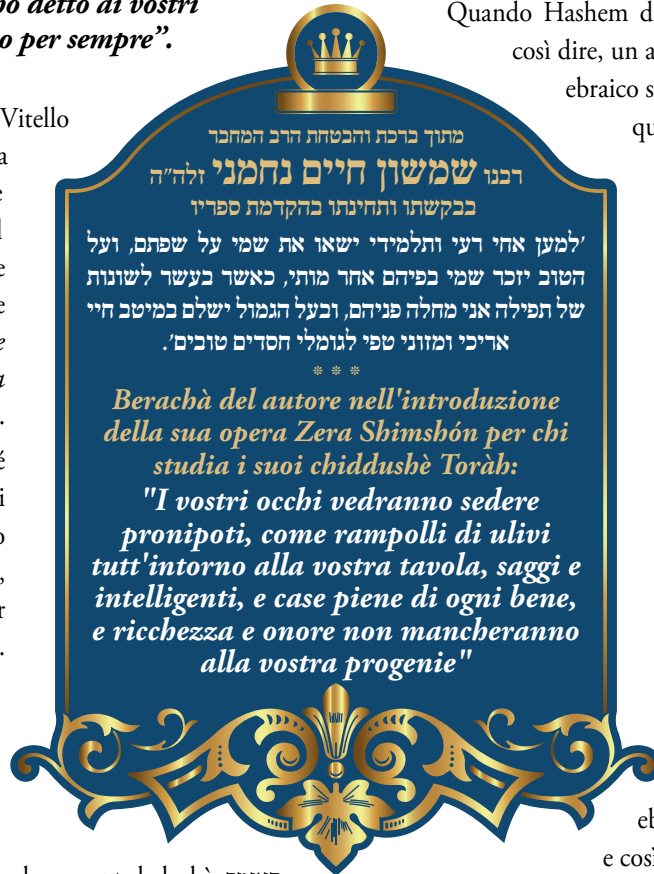 detto di vostri
o per sempre”.
Vitello
a
e
l
e
e
e
a
.
é
i
o
,
r
.
Quando Hashem d
così dire, un a
ebraico s
qu
מתוך ברכת והבטחת הרב המחבר
רבנו שמשון חיים נחמני זלה״ה
בבקשתו ותחינתו בהקדמת ספריו
'למען אחי רעי ותלמידי ישאו את שמי על שפתם, ועל
הטוב יזכר שמי בפיהם אחר מותי, כאשר בעשר לשונות
של תפילה אני מחלה פניהם, ובעל הגמול ישלם במיטב חיי
אריכי ומזוני טפי לגומלי חסדים טובים'.
* * *
Berachà del autore nell'introduzione
della sua opera Zera Shimshón per chi
studia i suoi chiddushè Toràh:
"I vostri occhi vedranno sedere
pronipoti, come rampolli di ulivi
tutt'intorno alla vostra tavola, saggi e
intelligenti, e case piene di ogni bene,
e ricchezza e onore non mancheranno
alla vostra progenie"
eb
e così